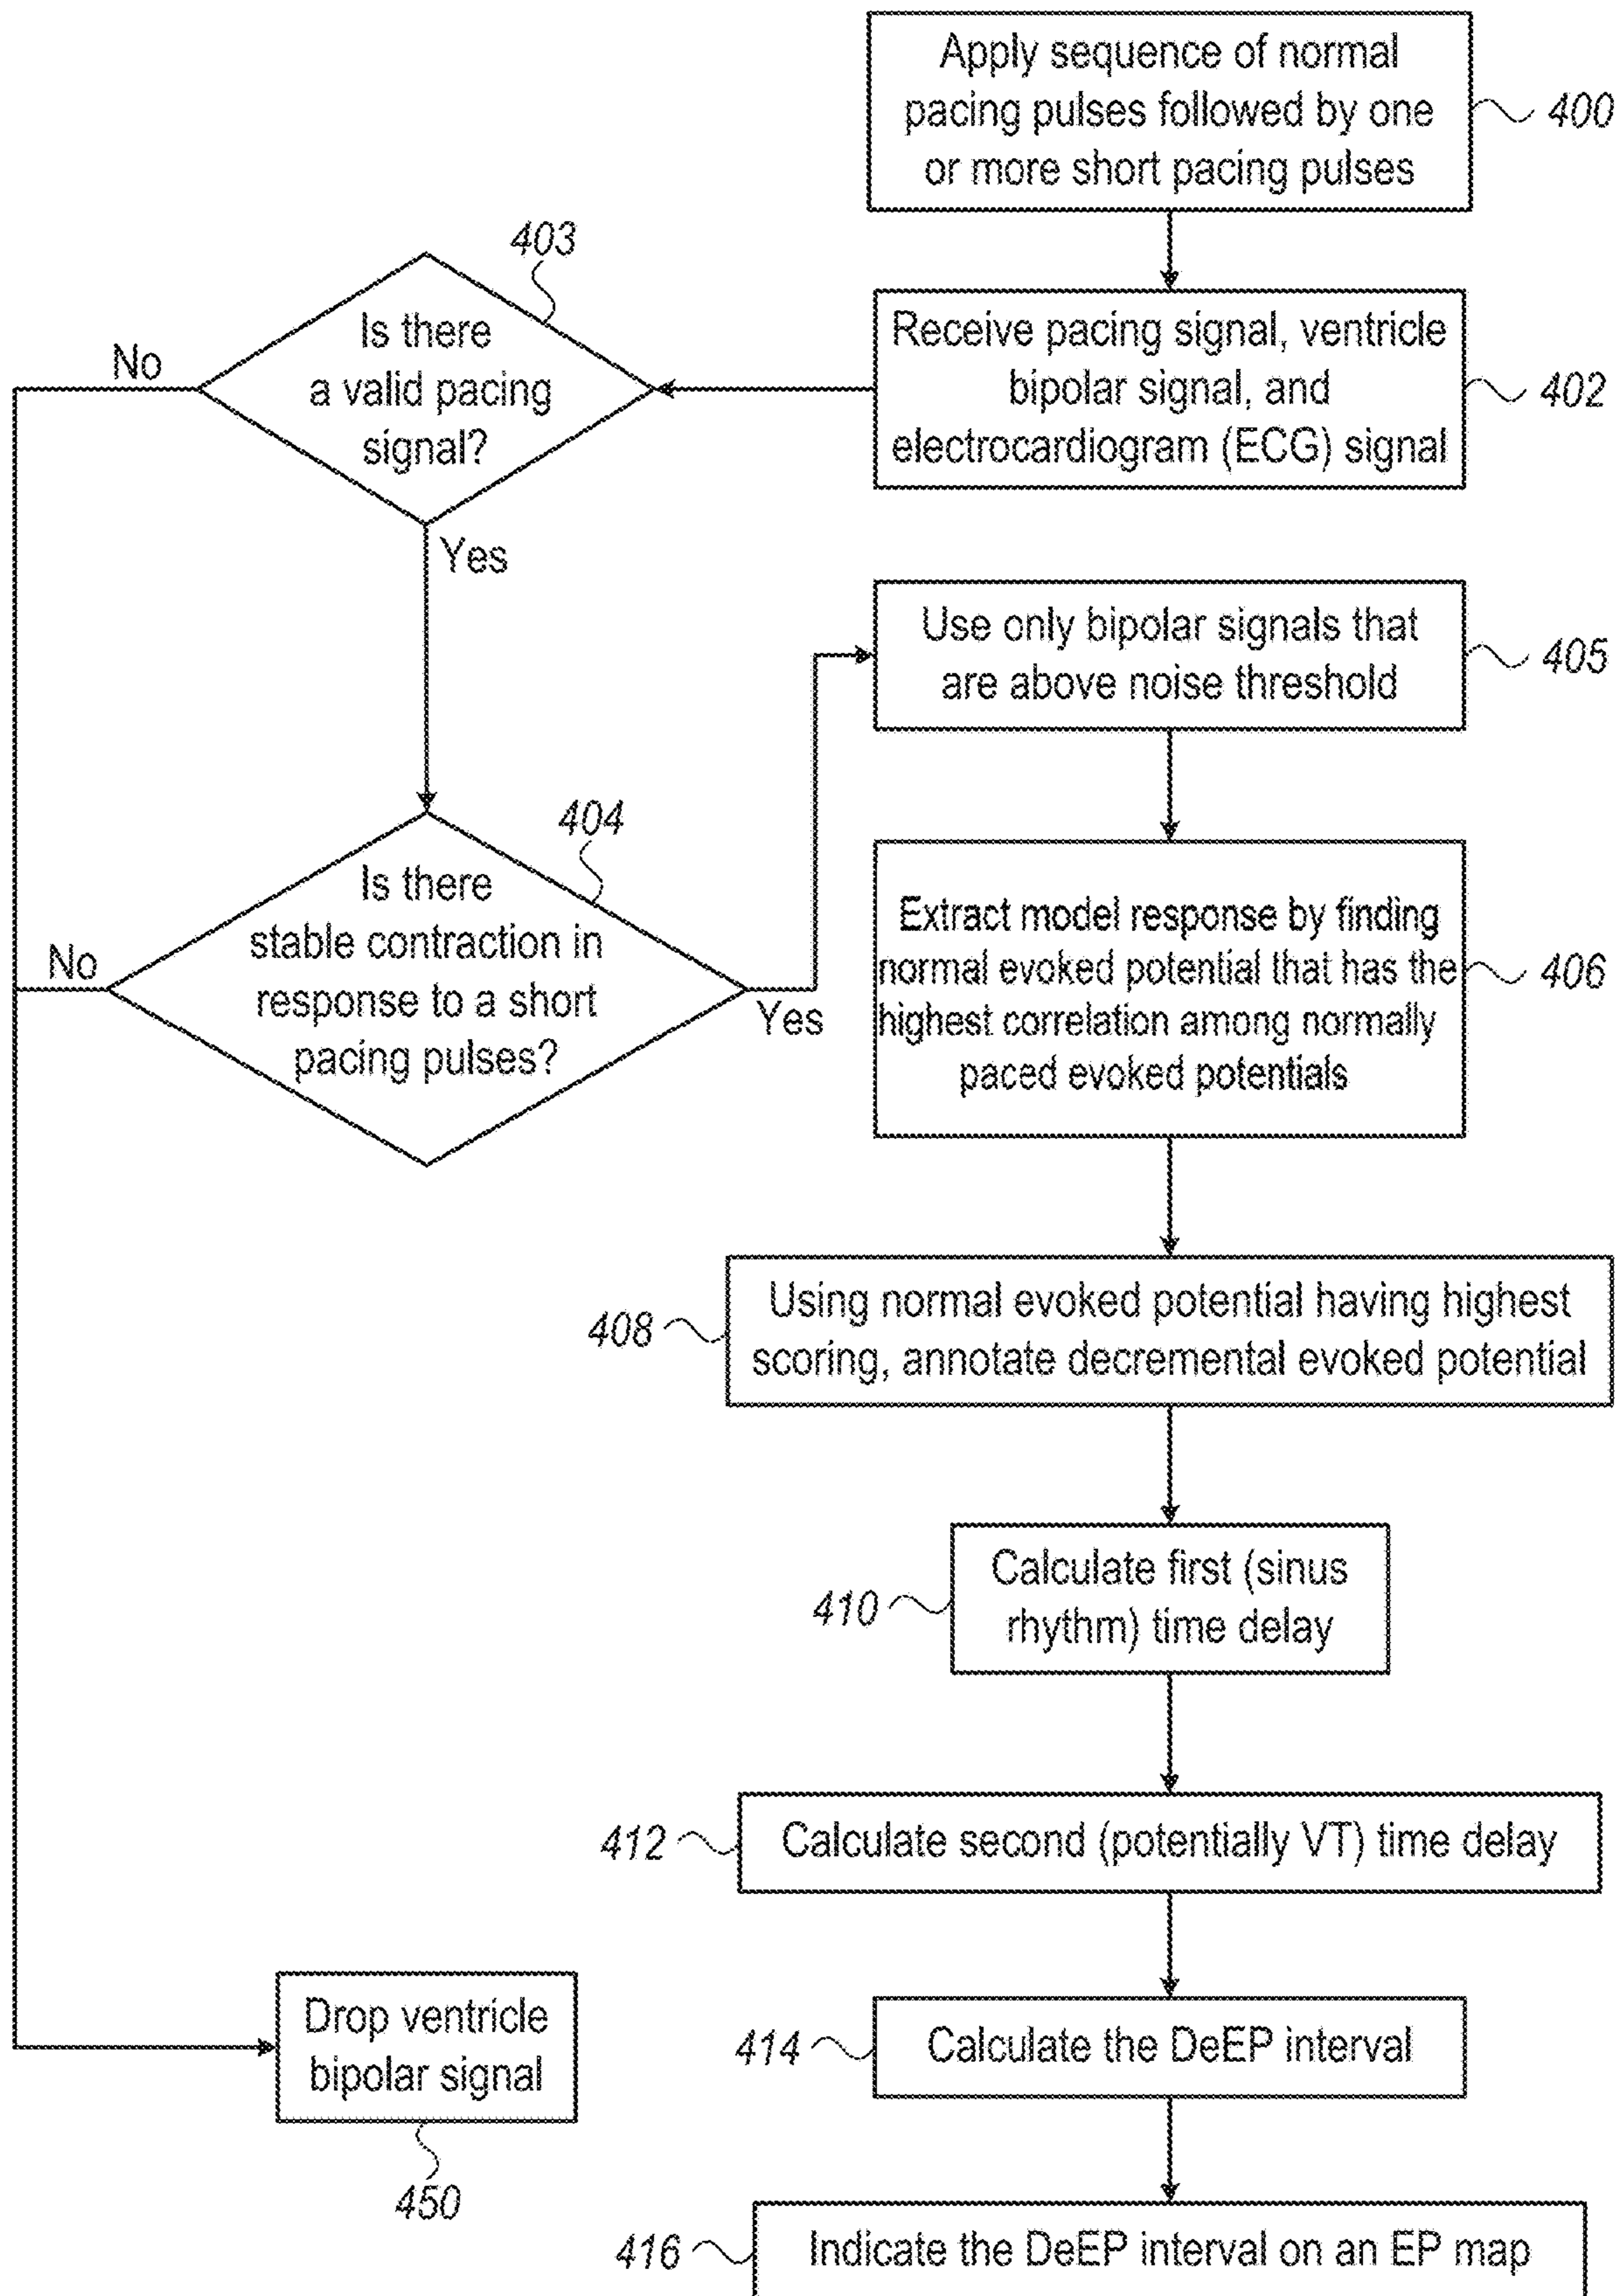 Apply sequence of normal
pacing pulses followed by one
or more short pacing pulses
400
Receive pacing signal, ventricle
bipolar signal, and
electrocardiogram (ECG) signal
402
403
Is there
a valid pacing
signal?
No
Yes
404
Is there
stable contraction in
response to a short
pacing pulses?
No
Yes
Use only bipolar signals that
are above noise threshold
405
Extract model response by finding
normal evoked potential that has the
highest correlation among normally
paced evoked potentials
406
408
Using normal evoked potential having highest
scoring, annotate decremental evoked potential
410
Calculate first (sinus
rhythm) time delay
412
Calculate second (potentially VT) time delay
414
Calculate the DeEP interval
Drop ventricle
bipolar signal
450
416
Indicate the DeEP interval on an EP map